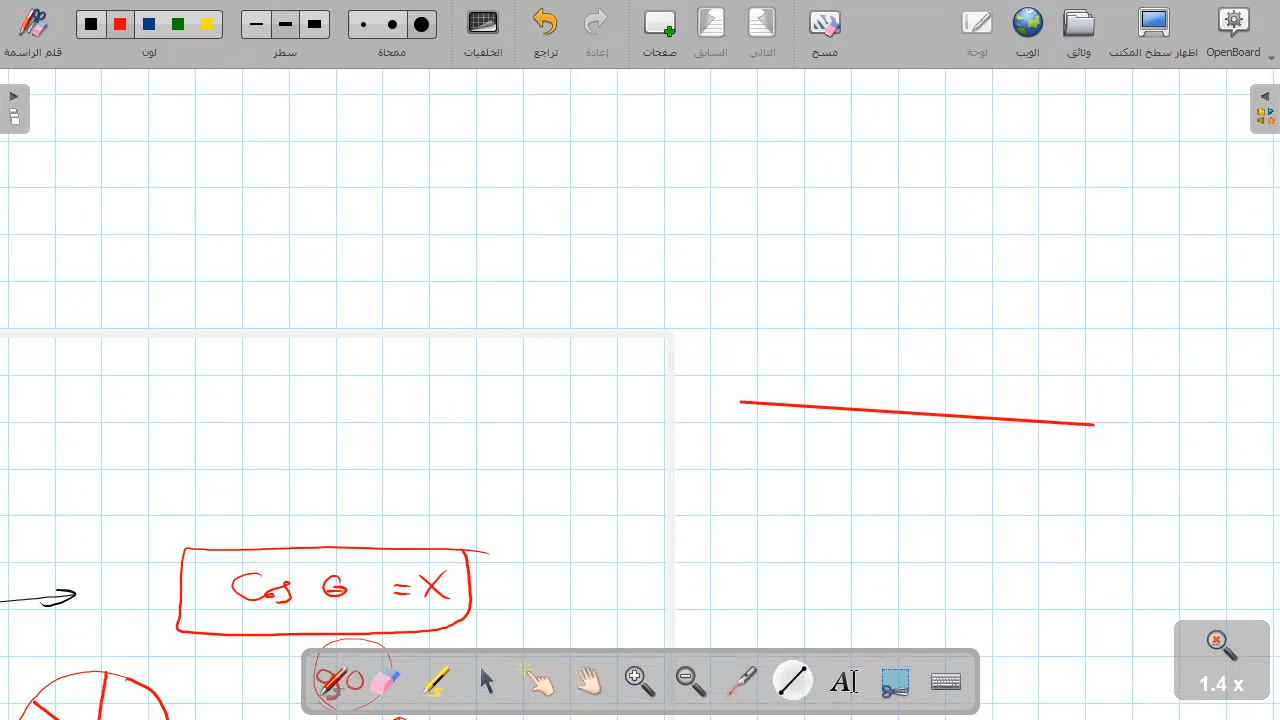 قلم الراسمة
لون
سطر
ممحاة
الخلفيات
تراجع
إعادة
صفحات
السابق
التالي
مسح
لوحة
الويب
وثائق
اظهار سطح المكتب
OpenBoard
Cos θ = X
80
1.4 x